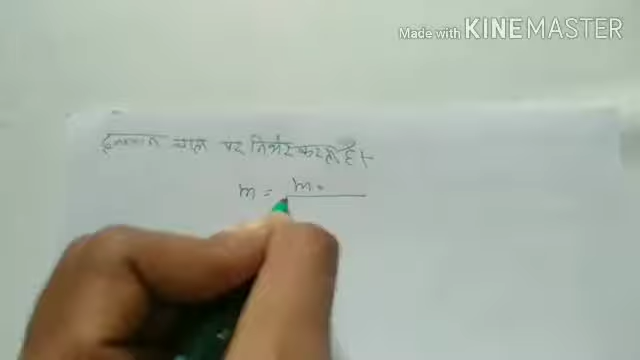 Made with KINEMASTER
द्रव्यमान चाल पर निर्भर करता है।
m = m₀